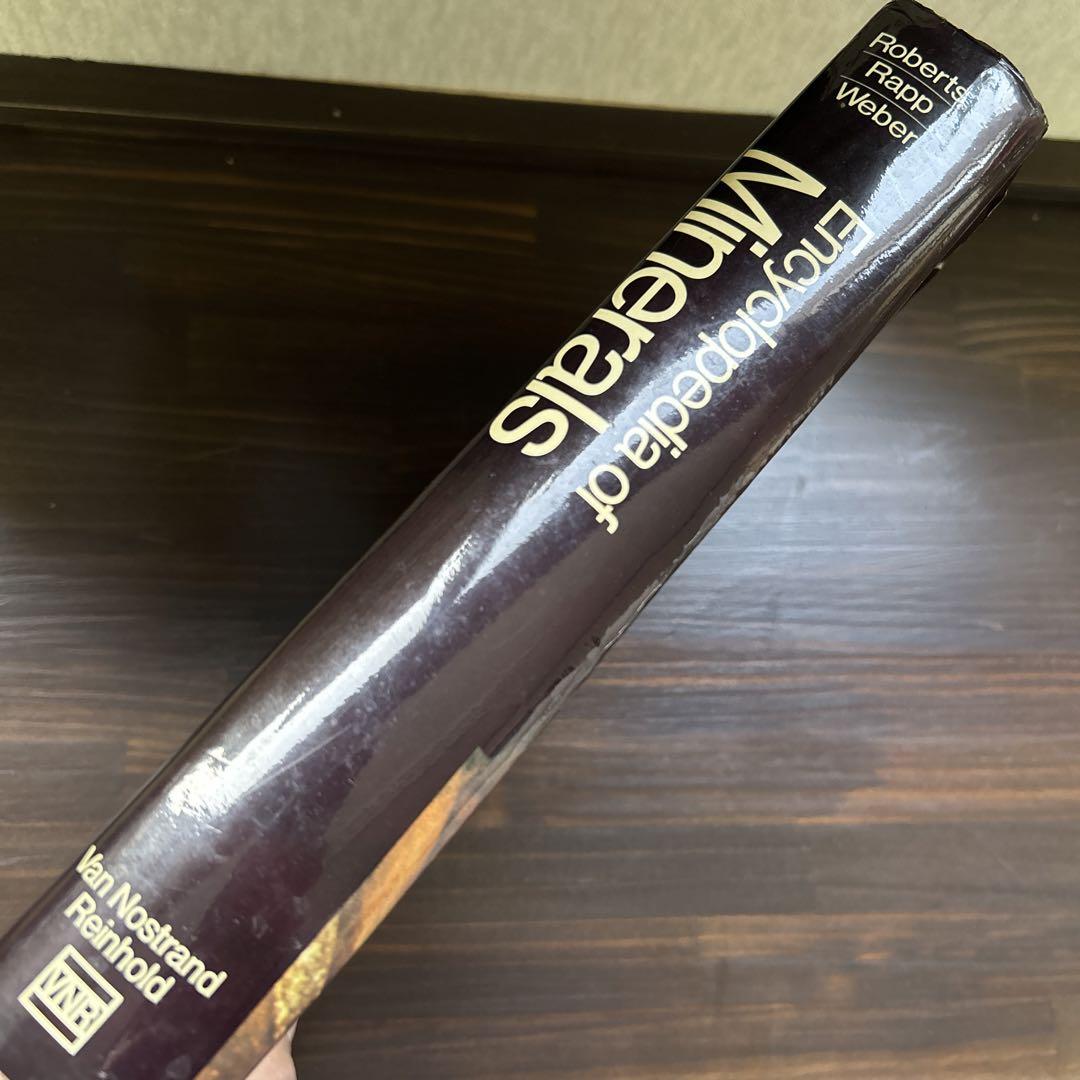 Roberts
Rapp
Weber
Encyclopedia of
Minerals
Van Nostrand
Reinhold
VNR